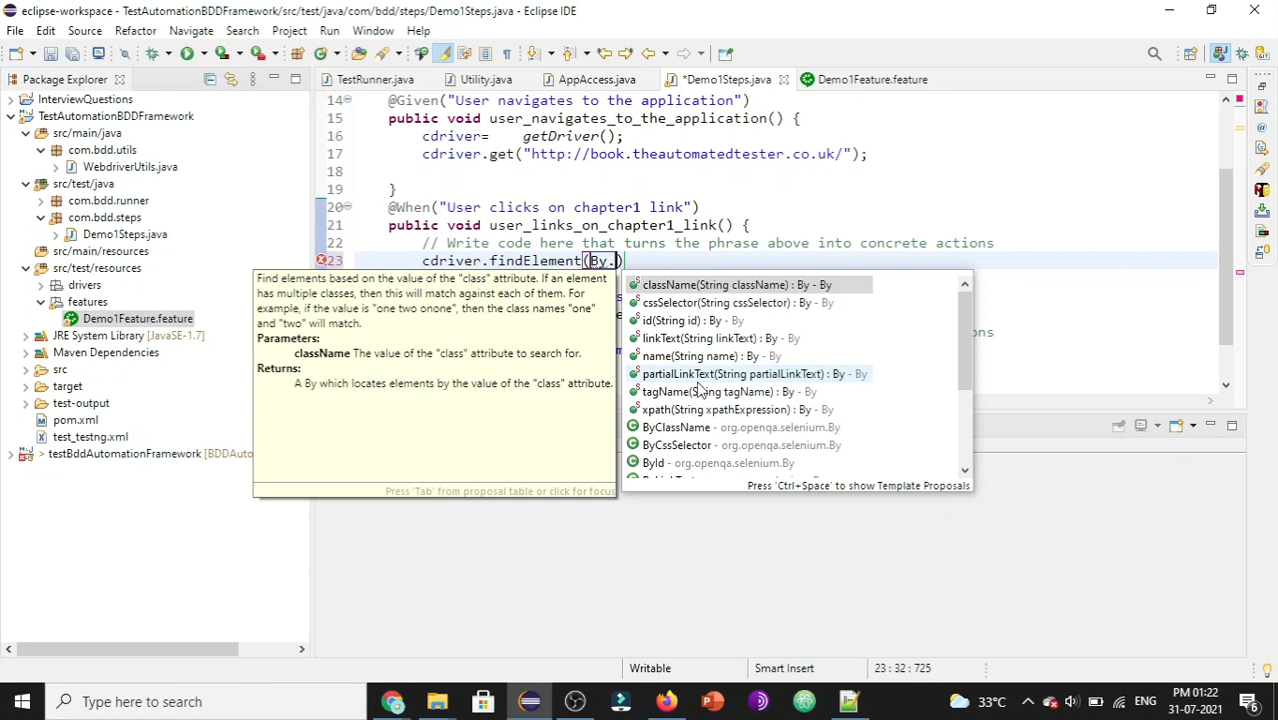 eclipse-workspace - TestAutomationBDDFramework/src/test/java/com/bdd/steps/Demo1Steps.java - Eclipse IDE
File Edit Source Refactor Navigate Search Project Run Window Help
Package Explorer
TestRunner.java Utility.java AppAccess.java *Demo1Steps.java Demo1Feature.feature
InterviewQuestions
TestAutomationBDDFramework
src/main/java
com.bdd.utils
WebdriverUtils.java
src/test/java
com.bdd.runner
com.bdd.steps
Demo1Steps.java
src/main/resources
src/test/resources
drivers
features
Demo1Feature.feature
JRE System Library [JavaSE-1.7]
Maven Dependencies
src
target
test-output
pom.xml
test_testng.xml
> testBddAutomationFramework [BDDAuto
14 @Given("User navigates to the application")
15 public void user_navigates_to_the_application() {
16 cdriver= getDriver();
17 cdriver.get("http://book.theautomatedtester.co.uk/");
18
19 }
20 @When("User clicks on chapter1 link")
21 public void user_links_on_chapter1_link() {
22 // Write code here that turns the phrase above into concrete actions
23 cdriver.findElement(By.)
Find elements based on the value of the "class" attribute. If an element
has multiple classes, then this will match against each of them. For
example, if the value is "one two onone", then the class names "one"
and "two" will match.
Parameters:
className The value of the "class" attribute to search for.
Returns:
A By which locates elements by the value of the "class" attribute.
Press 'Tab' from proposal table or click for focus
className(String className) : By - By
cssSelector(String cssSelector) : By - By
id(String id) : By - By
linkText(String linkText) : By - By
name(String name) : By - By
partialLinkText(String partialLinkText) : By - By
tagName(String tagName) : By - By
xpath(String xpathExpression) : By - By
ByClassName - org.openqa.selenium.By
ByCssSelector - org.openqa.selenium.By
ById - org.openqa.selenium.By
Press 'Ctrl+Space' to show Template Proposals
ions
Writable Smart Insert 23 : 32 : 725
Type here to search
33°C ENG PM 01:22
31-07-2021
6